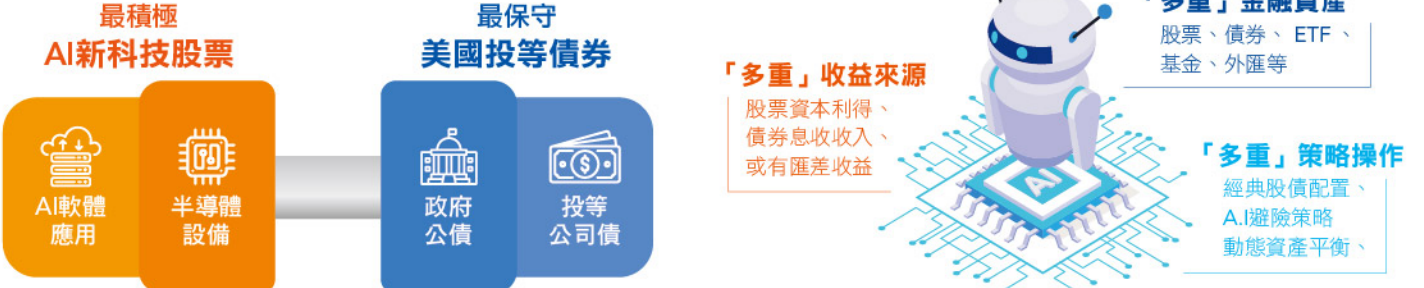 最積極
AI新科技股票
AI軟體
應用
半導體
設備
最保守
美國投等債券
政府
公債
投等
公司債
「多重」收益來源
股票資本利得、
債券息收收入、
或有匯差收益
AI
「多重」金融資產
股票、債券、 ETF 、
基金、外匯等
「多重」策略操作
經典股債配置、
A.I避險策略
動態資產平衡、